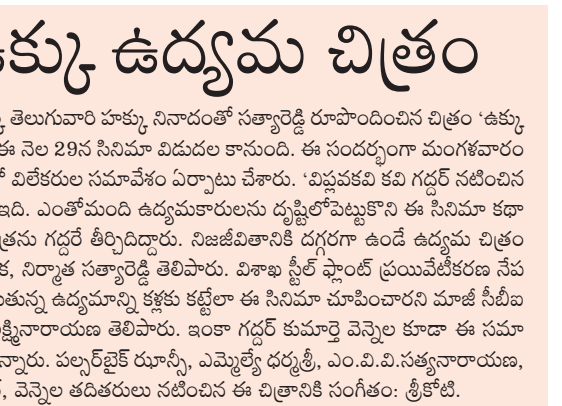 ఉక్కు ఉద్యమ చిత్రం
తెలుగువారి హక్కు నినాదంతో సత్యారెడ్డి రూపొందించిన చిత్రం ‘ఉక్కు
ఈ నెల 29న సినిమా విడుదల కానుంది. ఈ సందర్భంగా మంగళవారం
విలేకరుల సమావేశం ఏర్పాటు చేశారు. ‘విప్లవకవి కవి గద్దర్ నటించిన
ఇది. ఎంతోమంది ఉద్యమకారులను దృష్టిలోపెట్టుకొని ఈ సినిమా కథా
గద్దరే తీర్చిదిద్దారు. నిజజీవితానికి దగ్గరగా ఉండే ఉద్యమ చిత్రం
నిర్మాత సత్యారెడ్డి తెలిపారు. విశాఖ స్టీల్ ప్లాంట్ ప్రయివేటీకరణ నేప
ఉద్యమాన్ని కళ్లకు కట్టేలా ఈ సినిమా చూపించారని మాజీ సీబీఐ
తెలిపారు. ఇంకా గద్దర్ కుమార్తె వెన్నెల కూడా ఈ సమా
పల్సర్‌బైక్ ఝాన్సీ, ఎమ్మెల్యే ధర్మశ్రీ, ఎం.వి.వి.సత్యనారాయణ,
వెన్నెల తదితరులు నటించిన ఈ చిత్రానికి సంగీతం: శ్రీకోటి.